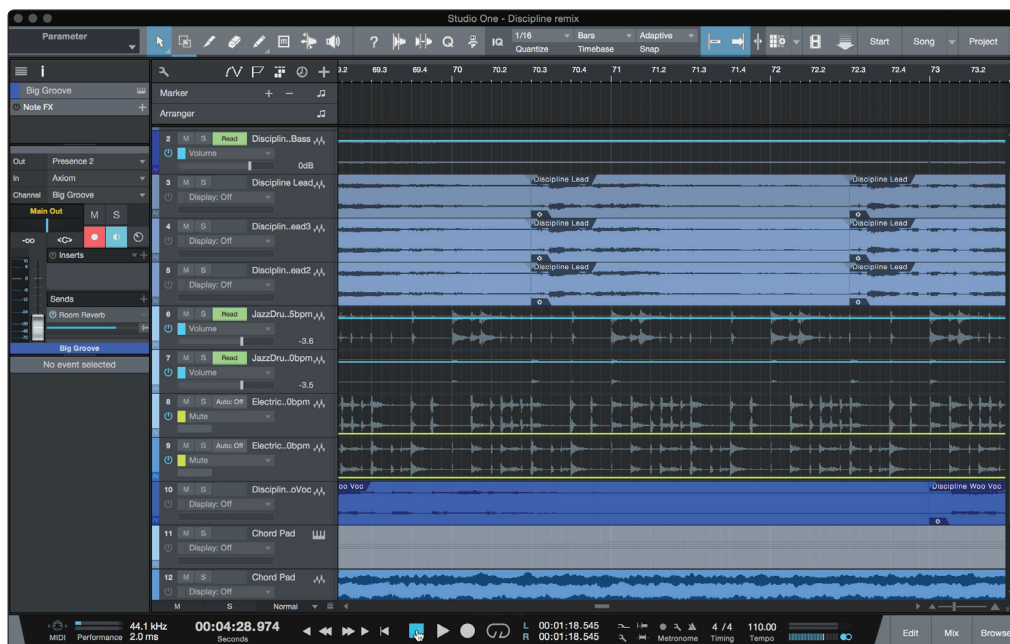 Studio One - Discipline remix
Parameter
IQ
1/16
Quantize
Bars
Timebase
Adaptive
Snap
Start
Song
Project
Big Groove
Note FX
Out Presence 2
In Axiom
Channel Big Groove
Main Out
M S
-oo <C>
Inserts
Sends
Room Reverb
Big Groove
No event selected
Marker
Arranger
9.2 69.3 69.4 70 70.2 70.3 70.4 71 71.2 71.3 71.4 72 72.2 72.3 72.4 73 73.2
2 M S Read Disciplin..Bass
Volume
0dB
3 M S Discipline Lead
Display: Off
4 M S Disciplin..ead3
Display: Off
5 M S Disciplin..ead2
Display: Off
6 M S Read JazzDru..5bpm
Volume
-3.6
7 M S Read JazzDru..0bpm
Volume
-3.5
8 M S Auto: Off Electric..0bpm
Mute
9 M S Auto: Off Electric..0bpm
Mute
10 M S Disciplin..oVoc
Display: Off
11 M S Chord Pad
Display: Off
12 M S Chord Pad
Display: Off
Discipline Lead Discipline Lead
Discipline Lead Discipline Lead
Discipline Lead Discipline Lead
oo Voc Discipline Woo Voc
M S Normal
MIDI
Performance
44.1 kHz
2.0 ms
00:04:28.974
Seconds
L 00:01:18.545
R 00:01:18.545
Metronome
4 / 4
Timing
110.00
Tempo
Edit
Mix
Browse